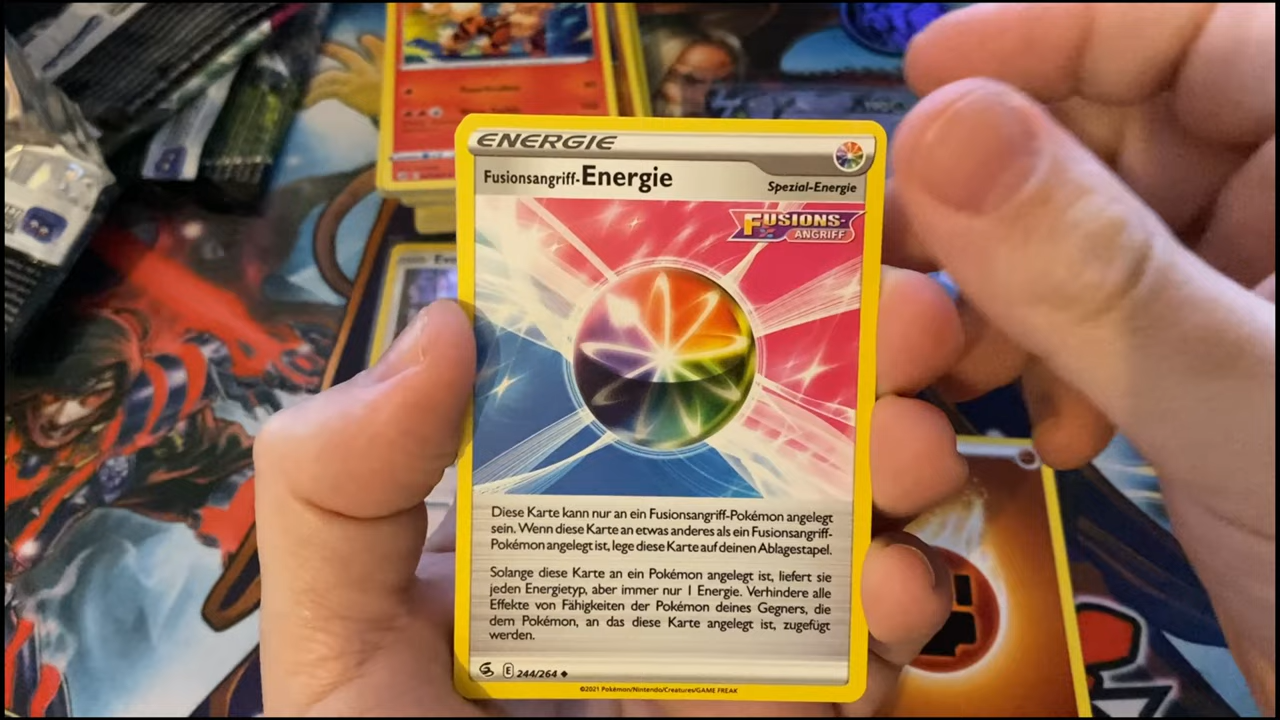 ENERGIE
Fusionsangriff-Energie
Spezial-Energie
FUSIONS-
ANGRIFF
Diese Karte kann nur an ein Fusionsangriff-Pokémon angelegt
sein. Wenn diese Karte an etwas anderes als ein Fusionsangriff-
Pokémon angelegt ist, lege diese Karte auf deinen Ablagestapel.
Solange diese Karte an ein Pokémon angelegt ist, liefert sie
jeden Energietyp, aber immer nur 1 Energie. Verhindere alle
Effekte von Fähigkeiten der Pokémon deines Gegners, die
dem Pokémon, an das diese Karte angelegt ist, zugefügt
werden.
E 244/264
©2021 Pokémon/Nintendo/Creatures/GAME FREAK